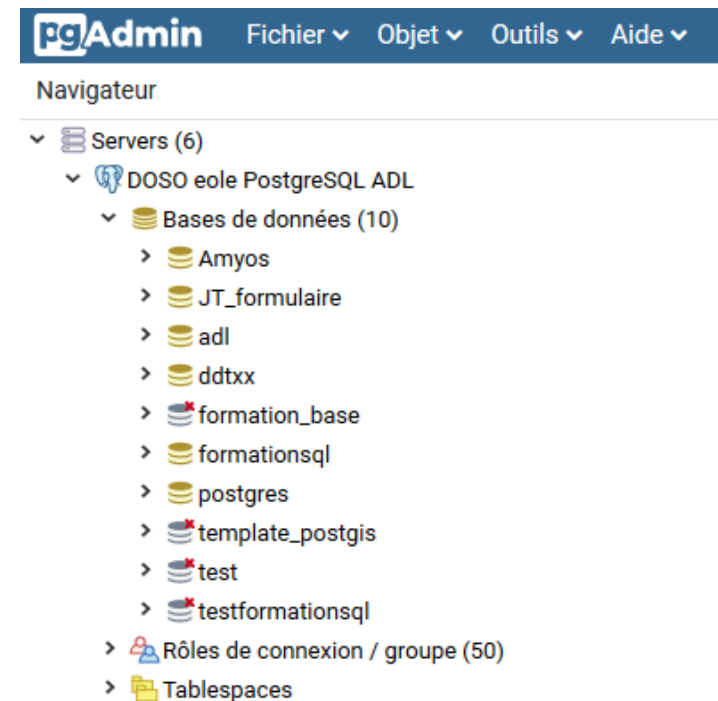 pgAdmin Fichier Objet Outils Aide
Navigateur
Servers (6)
DOSO eole PostgreSQL ADL
Bases de données (10)
Amyos
JT_formulaire
adl
ddtxx
formation_base
formationsql
postgres
template_postgis
test
testformationsql
Rôles de connexion / groupe (50)
Tablespaces